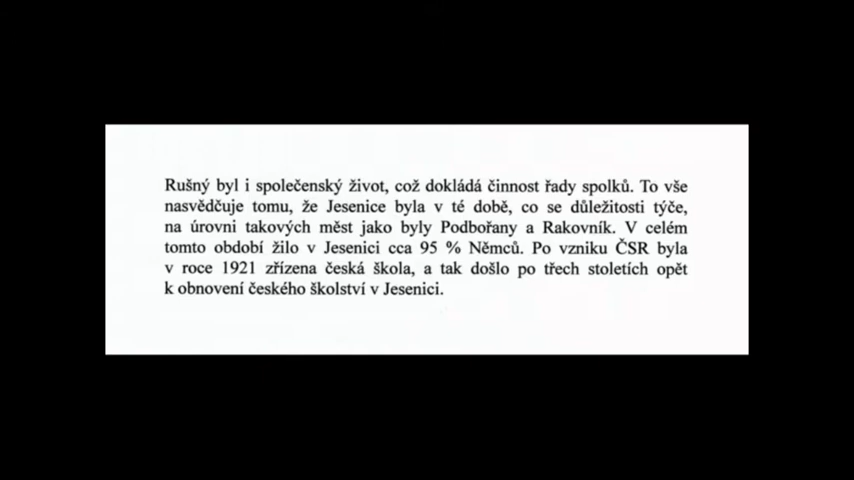 Rušný byl i společenský život, což dokládá činnost řady spolků. To vše
nasvědčuje tomu, že Jesenice byla v té době, co se důležitosti týče,
na úrovni takových měst jako byly Podbořany a Rakovník. V celém
tomto období žilo v Jesenici cca 95 % Němců. Po vzniku ČSR byla
v roce 1921 zřízena česká škola, a tak došlo po třech stoletích opět
k obnovení českého školství v Jesenici.